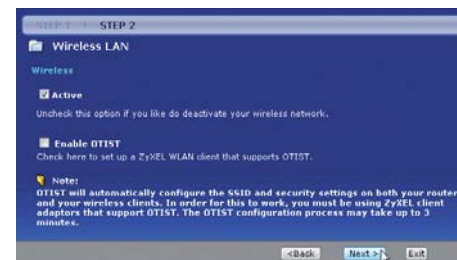 STEP 1 STEP 2
Wireless LAN
Wireless
Active
Uncheck this option if you like do deactivate your wireless network.
Enable OTIST
Check here to set up a ZyXEL WLAN client that supports OTIST.
Note:
OTIST will automatically configure the SSID and security settings on both your router
and your wireless clients. In order for this to work, you must be using ZyXEL client
adaptors that support OTIST. The OTIST configuration process may take up to 3
minutes.
<Back Next > Exit